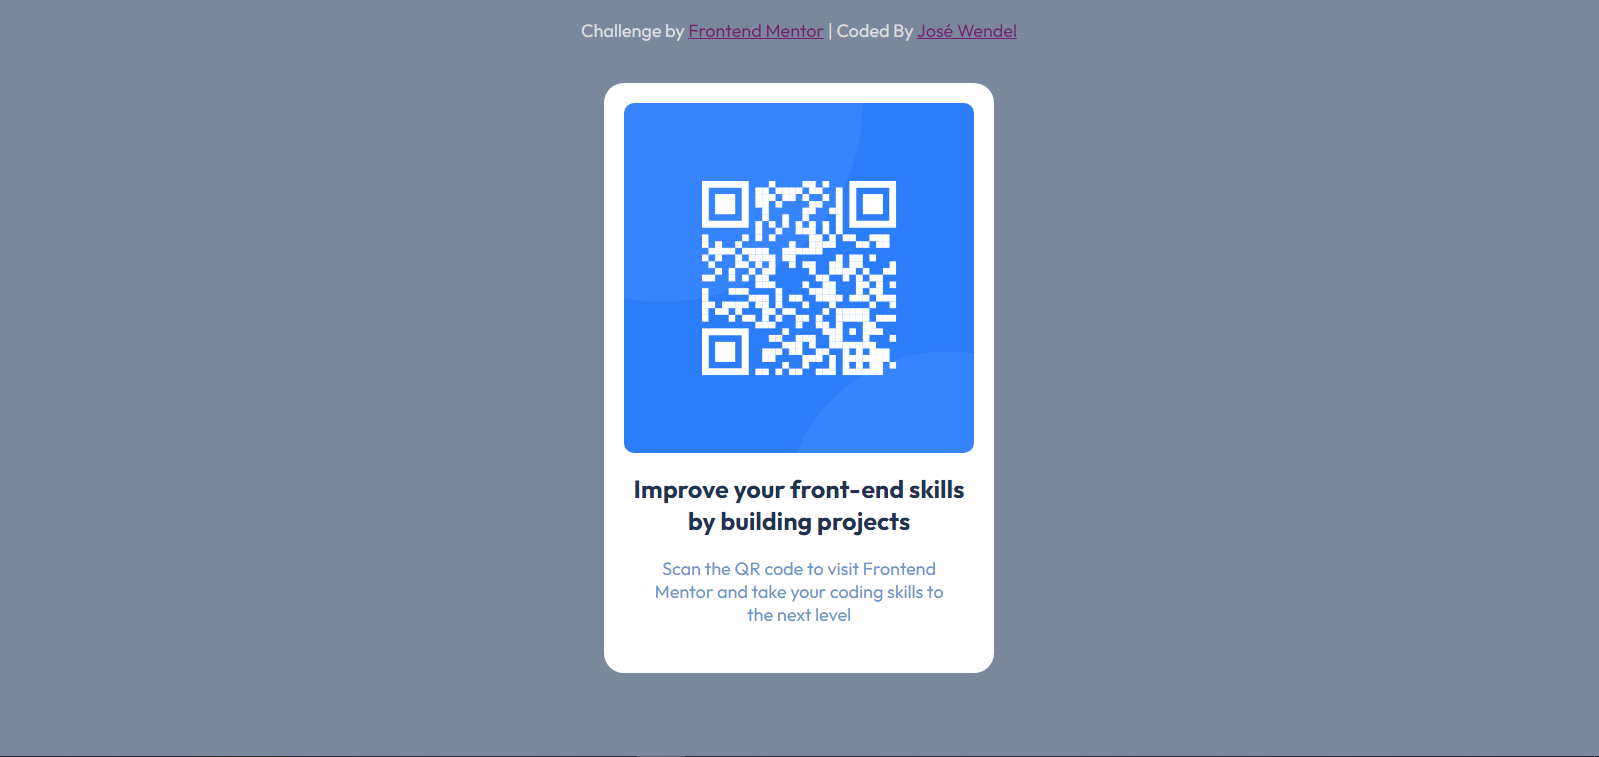 Challenge by Frontend Mentor | Coded By José Wendel
Improve your front-end skills
by building projects
Scan the QR code to visit Frontend
Mentor and take your coding skills to
the next level